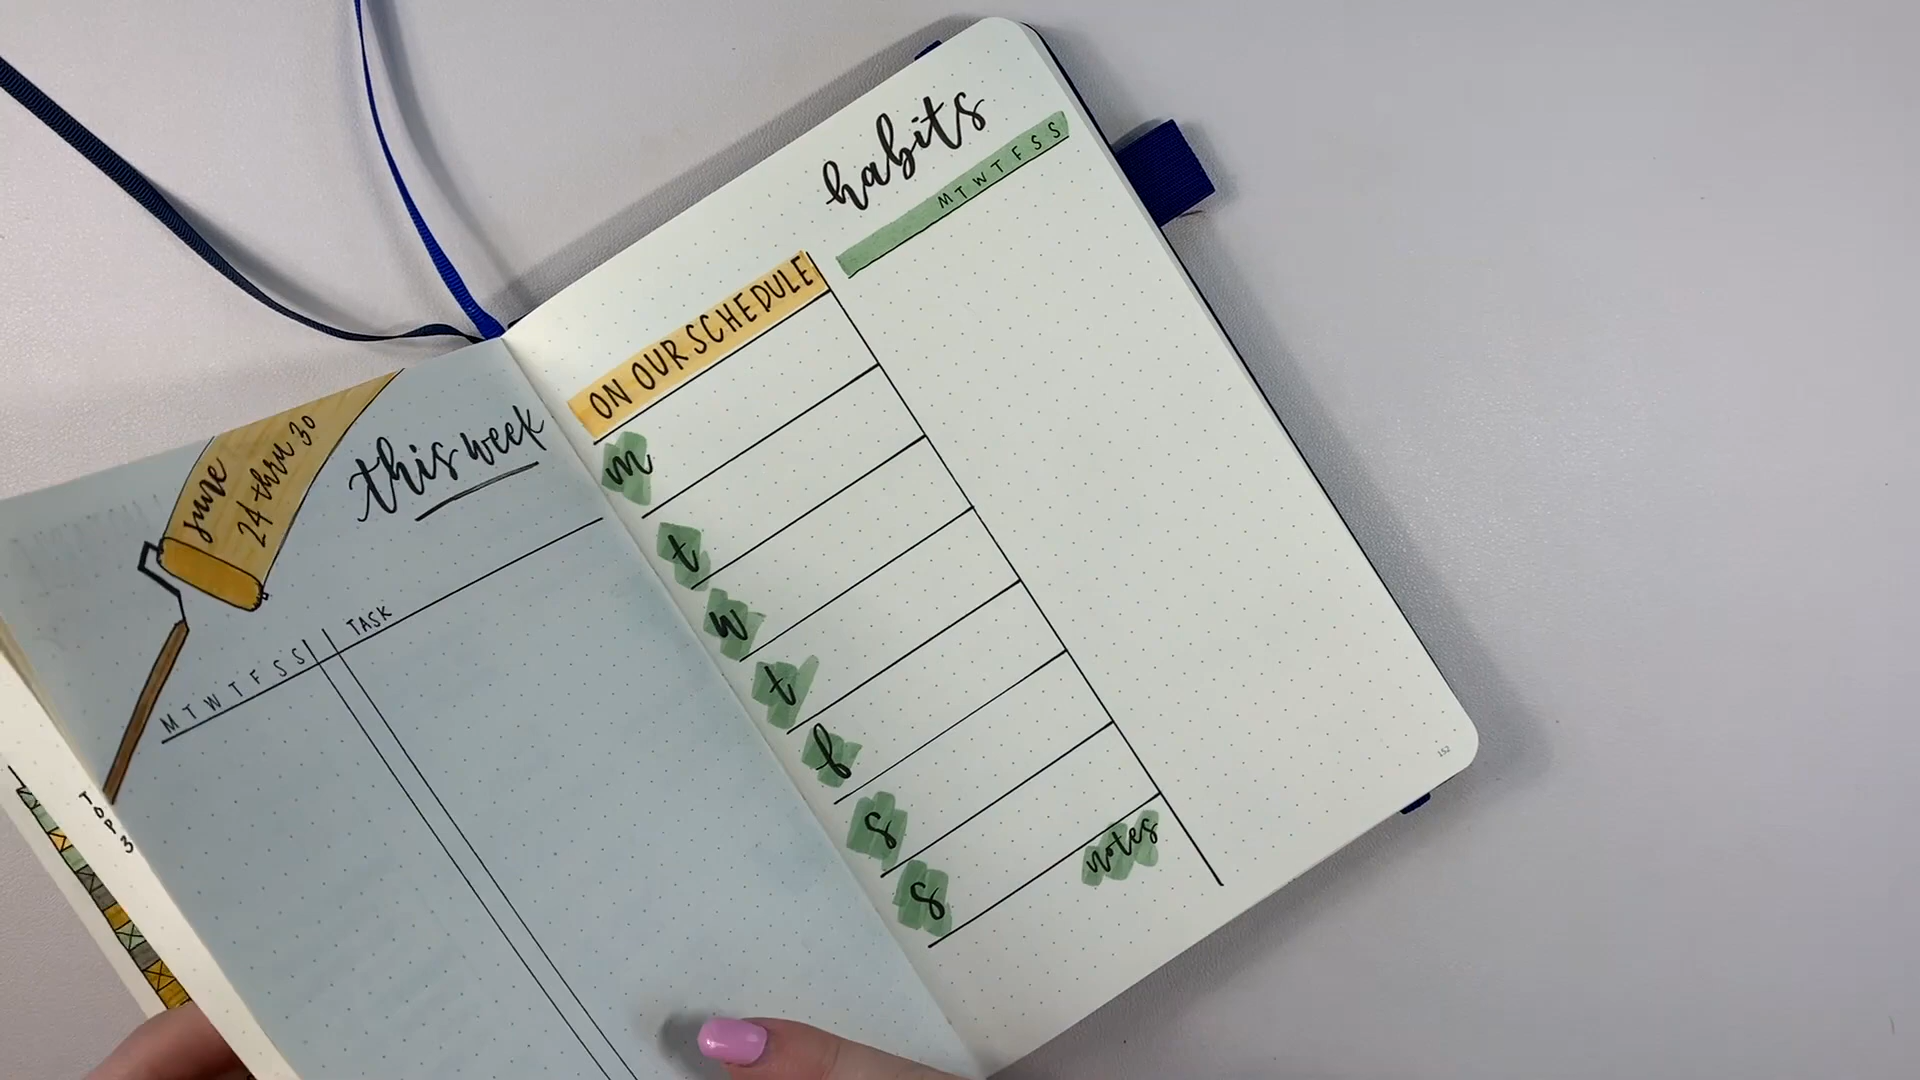 june
24 thru 30
this week
M T W T F S S
TASK
TOP 3
habits
M T W T F S S
ON OUR SCHEDULE
m
t
w
t
f
s
s
notes
152